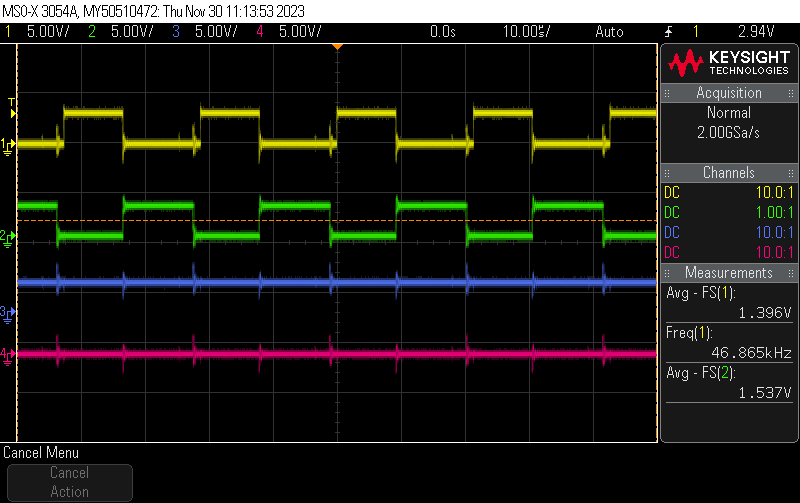 MSO-X 3054A, MY50510472: Thu Nov 30 11:13:53 2023
1 5.00V/ 2 5.00V/ 3 5.00V/ 4 5.00V/ 0.0s 10.00us/ Auto 1 2.94V
KEYSIGHT
TECHNOLOGIES
Acquisition
Normal
2.00GSa/s
Channels
DC 10.0:1
DC 1.00:1
DC 10.0:1
DC 10.0:1
Measurements
Avg - FS(1):
1.396V
Freq(1):
46.865kHz
Avg - FS(2):
1.537V
T
1
2
3
4
Cancel Menu
Cancel
Action